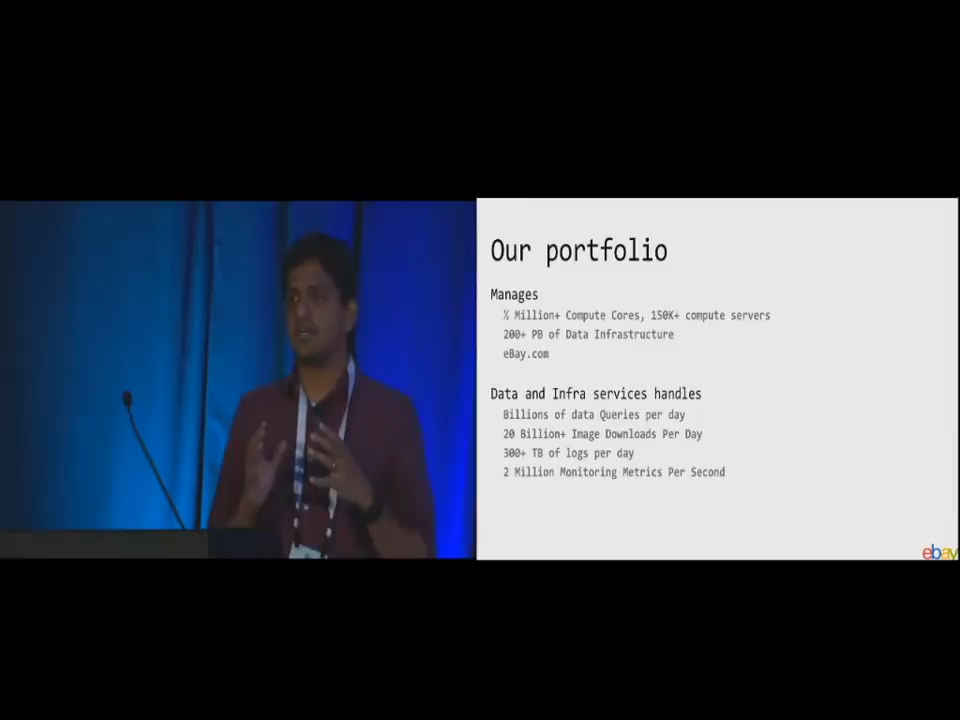 Our portfolio
Manages
½ Million+ Compute Cores, 150K+ compute servers
200+ PB of Data Infrastructure
eBay.com
Data and Infra services handles
Billions of data Queries per day
20 Billion+ Image Downloads Per Day
300+ TB of logs per day
2 Million Monitoring Metrics Per Second
ebay